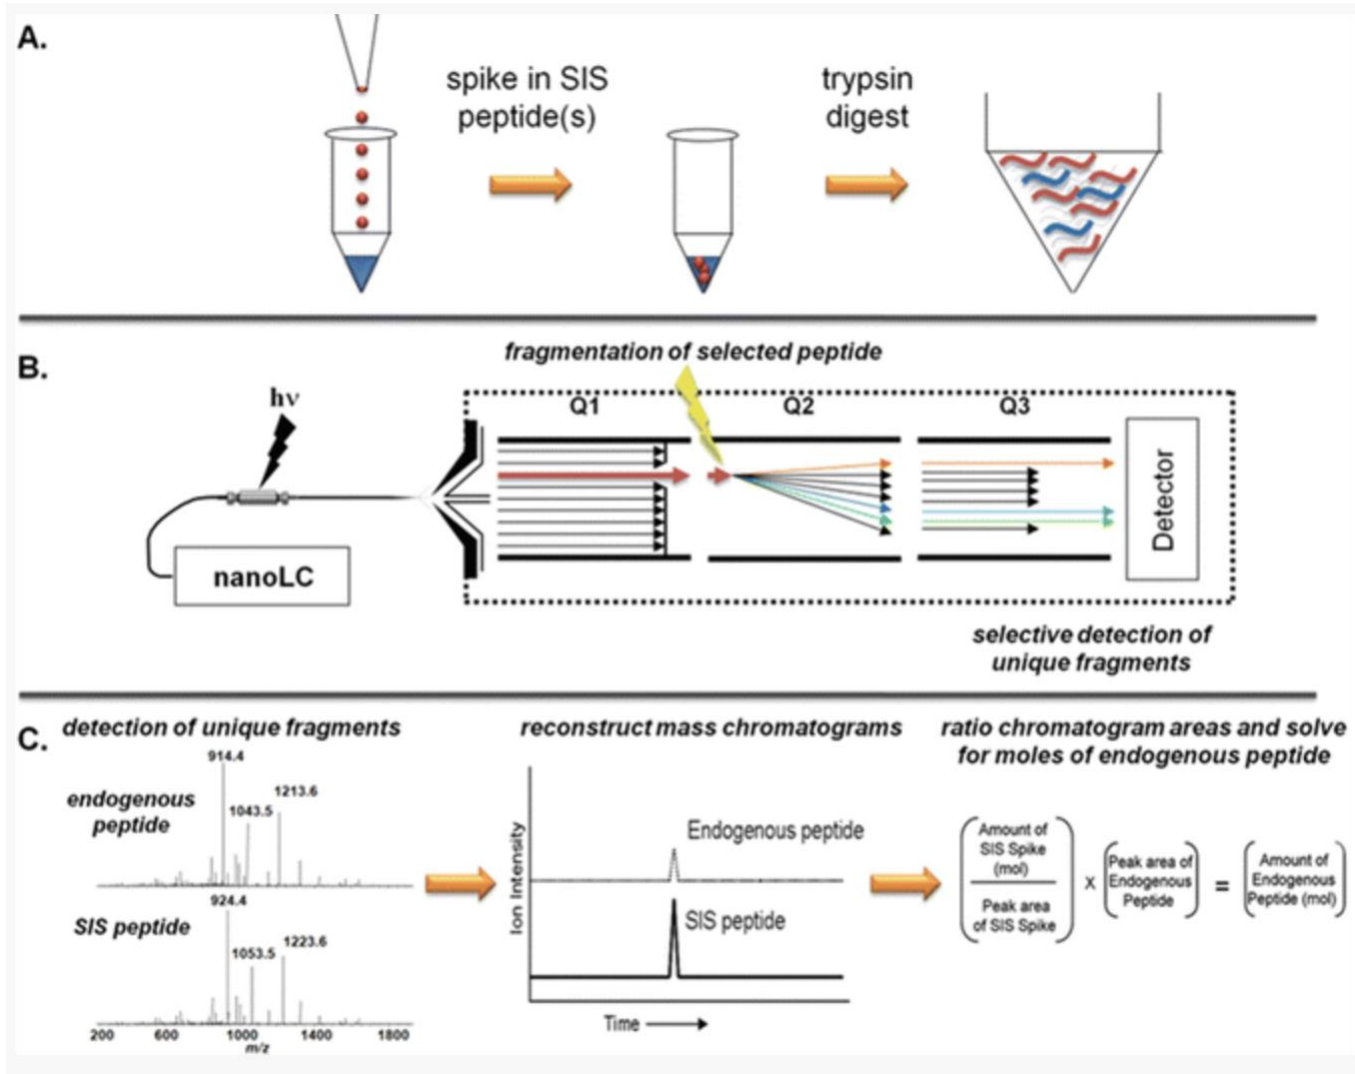 A.
spike in SIS
peptide(s)
trypsin
digest
B.
fragmentation of selected peptide
hν
Q1
Q2
Q3
nanoLC
Detector
selective detection of
unique fragments
C.
detection of unique fragments
914.4
1043.5
1213.6
endogenous
peptide
924.4
1053.5
1223.6
SIS peptide
200 600 1000 1400 1800
m/z
reconstruct mass chromatograms
Ion Intensity
Endogenous peptide
SIS peptide
Time
ratio chromatogram areas and solve
for moles of endogenous peptide
Amount of
SIS Spike
(mol)
Peak area
of SIS Spike
x
Peak area of
Endogenous
Peptide
=
Amount of
Endogenous
Peptide (mol)